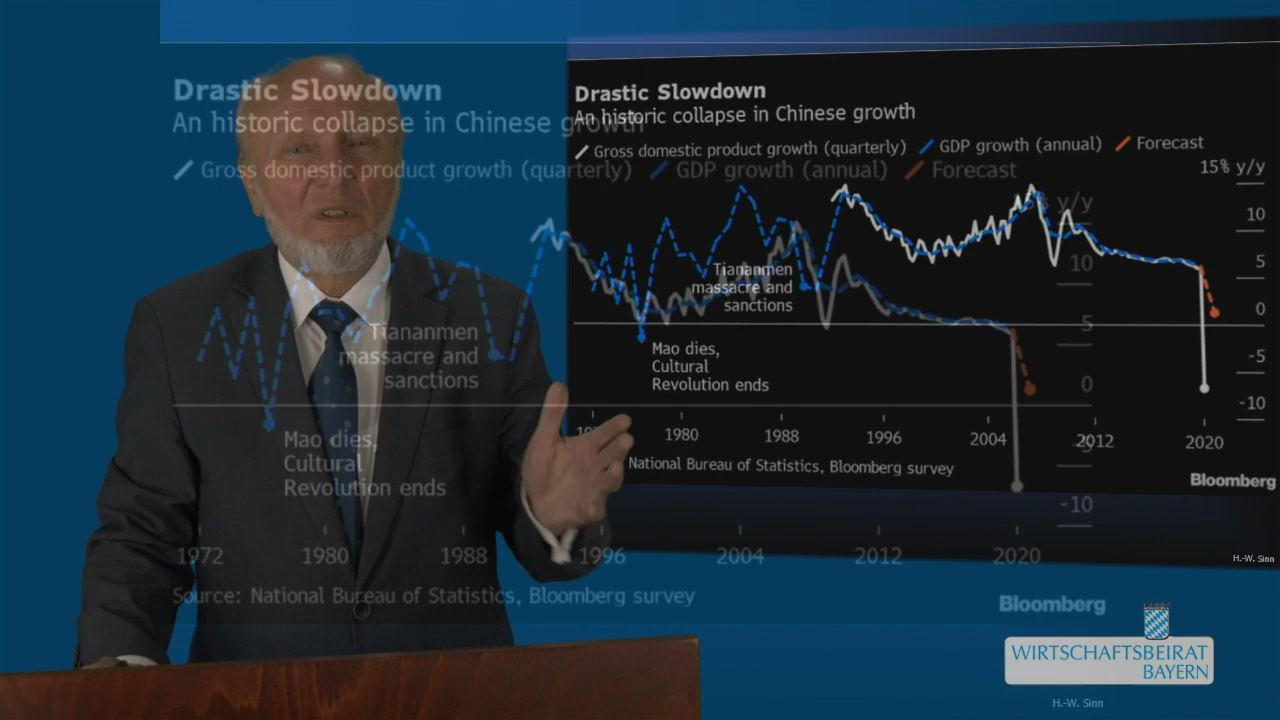 Drastic Slowdown
An historic collapse in Chinese growth
Gross domestic product growth (quarterly) GDP growth (annual) Forecast
15% y/y
10
5
0
-5
-10
Tiananmen
massacre and
sanctions
Mao dies,
Cultural
Revolution ends
1980 1988 1996 2004 2012 2020
National Bureau of Statistics, Bloomberg survey
Bloomberg
H.-W. Sinn
Drastic Slowdown
An historic collapse in Chinese growth
Gross domestic product growth (quarterly) GDP growth (annual) Forecast
y/y
10
5
0
-10
Tiananmen
massacre and
sanctions
Mao dies,
Cultural
Revolution ends
1972 1980 1988 1996 2004 2012 2020
Source: National Bureau of Statistics, Bloomberg survey
Bloomberg
WIRTSCHAFTSBEIRAT
BAYERN
H.-W. Sinn